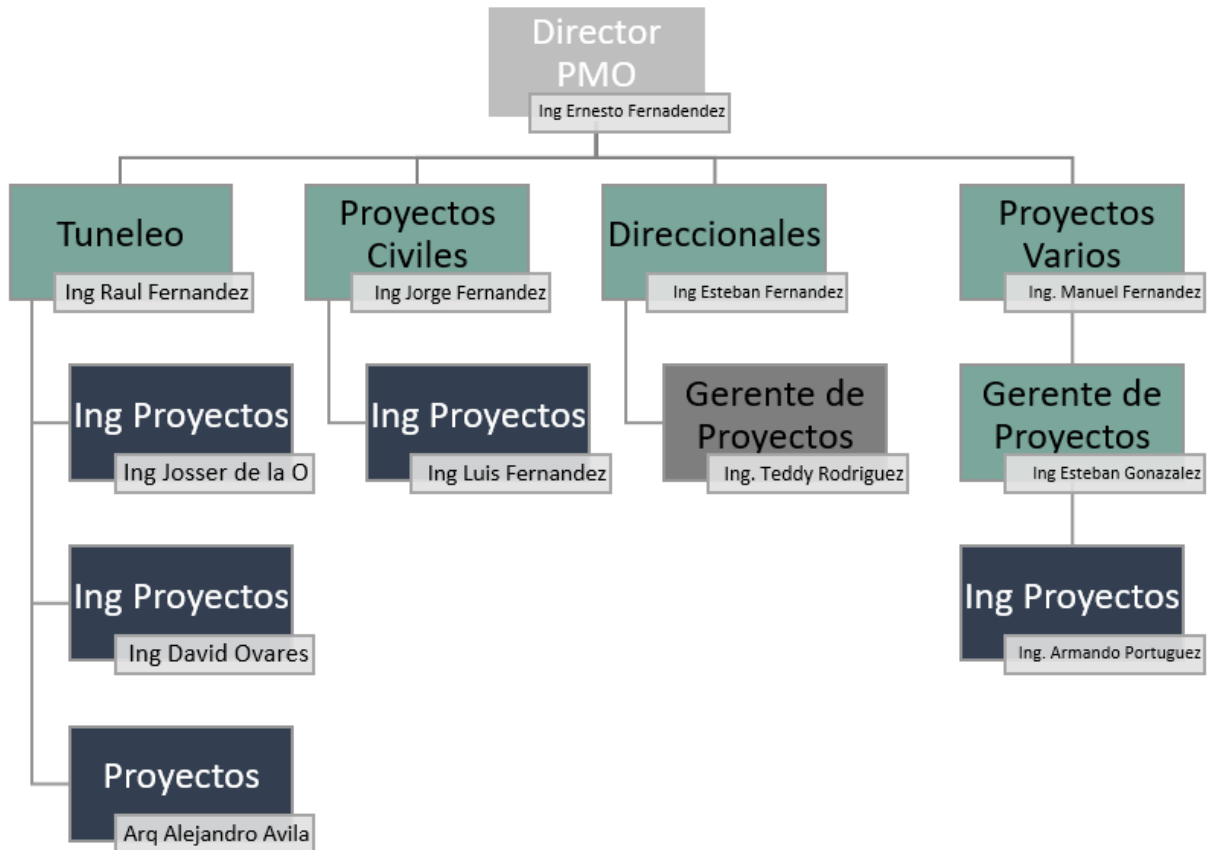 Director
PMO
Ing Ernesto Fernadendez
Tuneleo
Ing Raul Fernandez
Proyectos
Civiles
Ing Jorge Fernandez
Direccionales
Ing Esteban Fernandez
Proyectos
Varios
Ing. Manuel Fernandez
Ing Proyectos
Ing Josser de la O
Ing Proyectos
Ing Luis Fernandez
Gerente de
Proyectos
Ing. Teddy Rodriguez
Gerente de
Proyectos
Ing Esteban Gonazalez
Ing Proyectos
Ing David Ovares
Ing Proyectos
Ing. Armando Portuguez
Proyectos
Arq Alejandro Avila